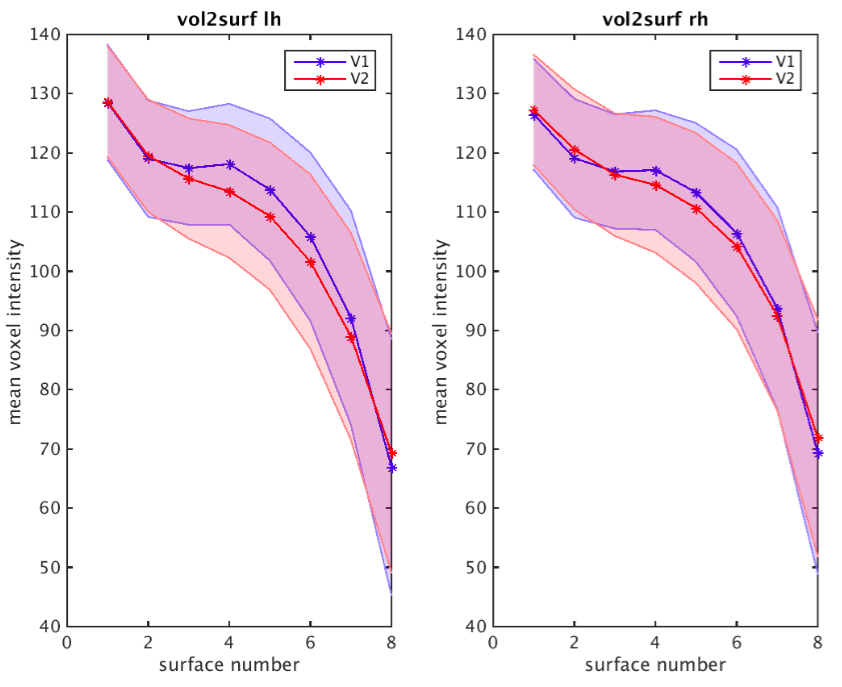 vol2surf lh
V1
V2
140
130
120
110
100
90
80
70
60
50
40
0 2 4 6 8
mean voxel intensity
surface number
vol2surf rh
V1
V2
140
130
120
110
100
90
80
70
60
50
40
0 2 4 6 8
mean voxel intensity
surface number